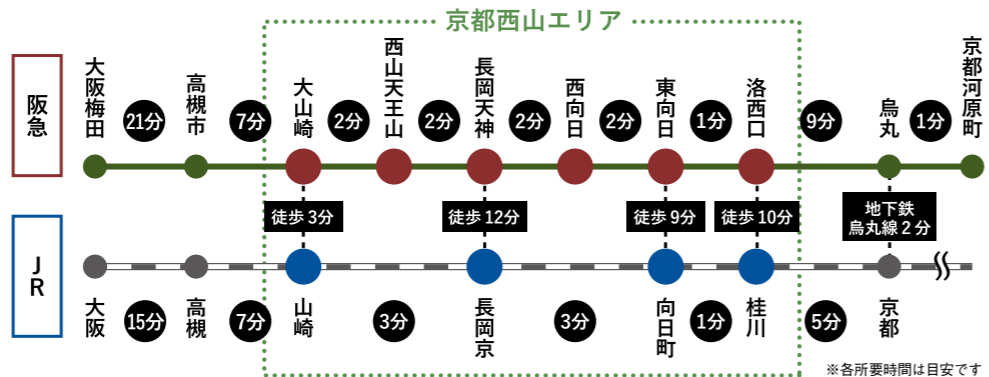 京都西山エリア
阪急
大阪梅田
21分
高槻市
7分
大山崎
2分
西山天王山
2分
長岡天神
2分
西向日
2分
東向日
1分
洛西口
9分
烏丸
1分
京都河原町
徒歩 3分
徒歩 12分
徒歩 9分
徒歩 10分
地下鉄
烏丸線 2 分
JR
大阪
15分
高槻
7分
山崎
3分
長岡京
3分
向日町
1分
桂川
5分
京都
※各所要時間は目安です